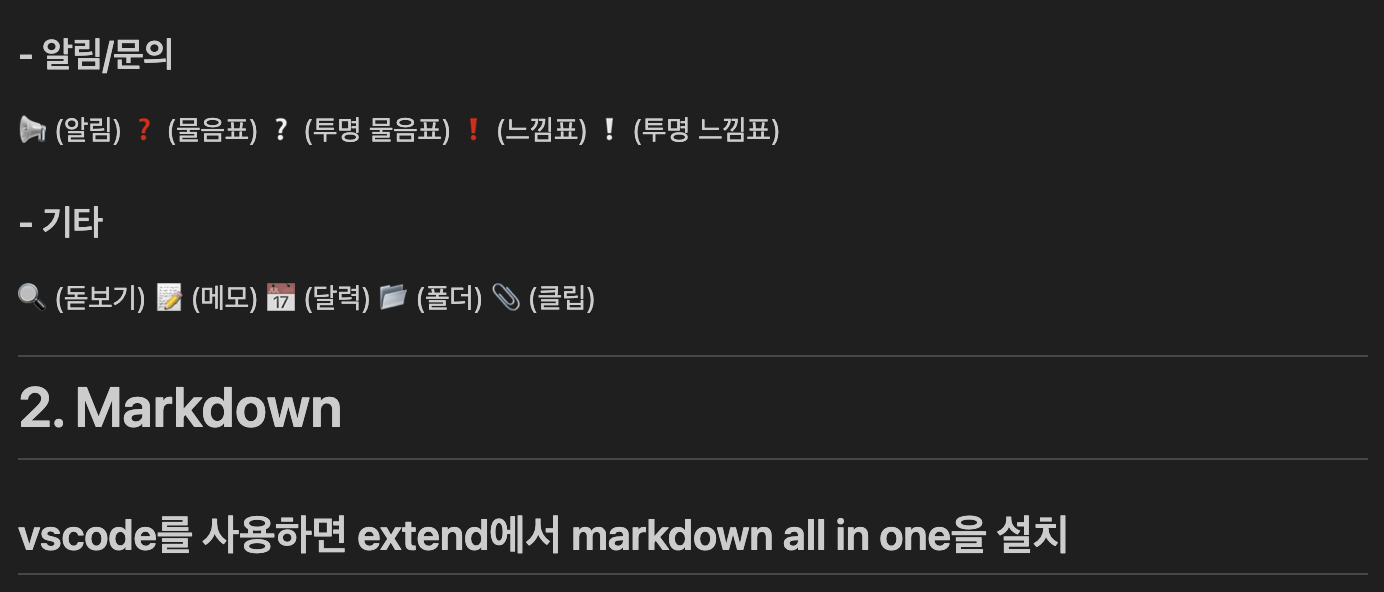 - 알림/문의
📢 (알림) ❓ (물음표) ❔ (투명 물음표) ❗ (느낌표) ❕ (투명 느낌표)
- 기타
🔍 (돋보기) 📝 (메모) 📅 (달력) 📂 (폴더) 📎 (클립)
2. Markdown
vscode를 사용하면 extend에서 markdown all in one을 설치